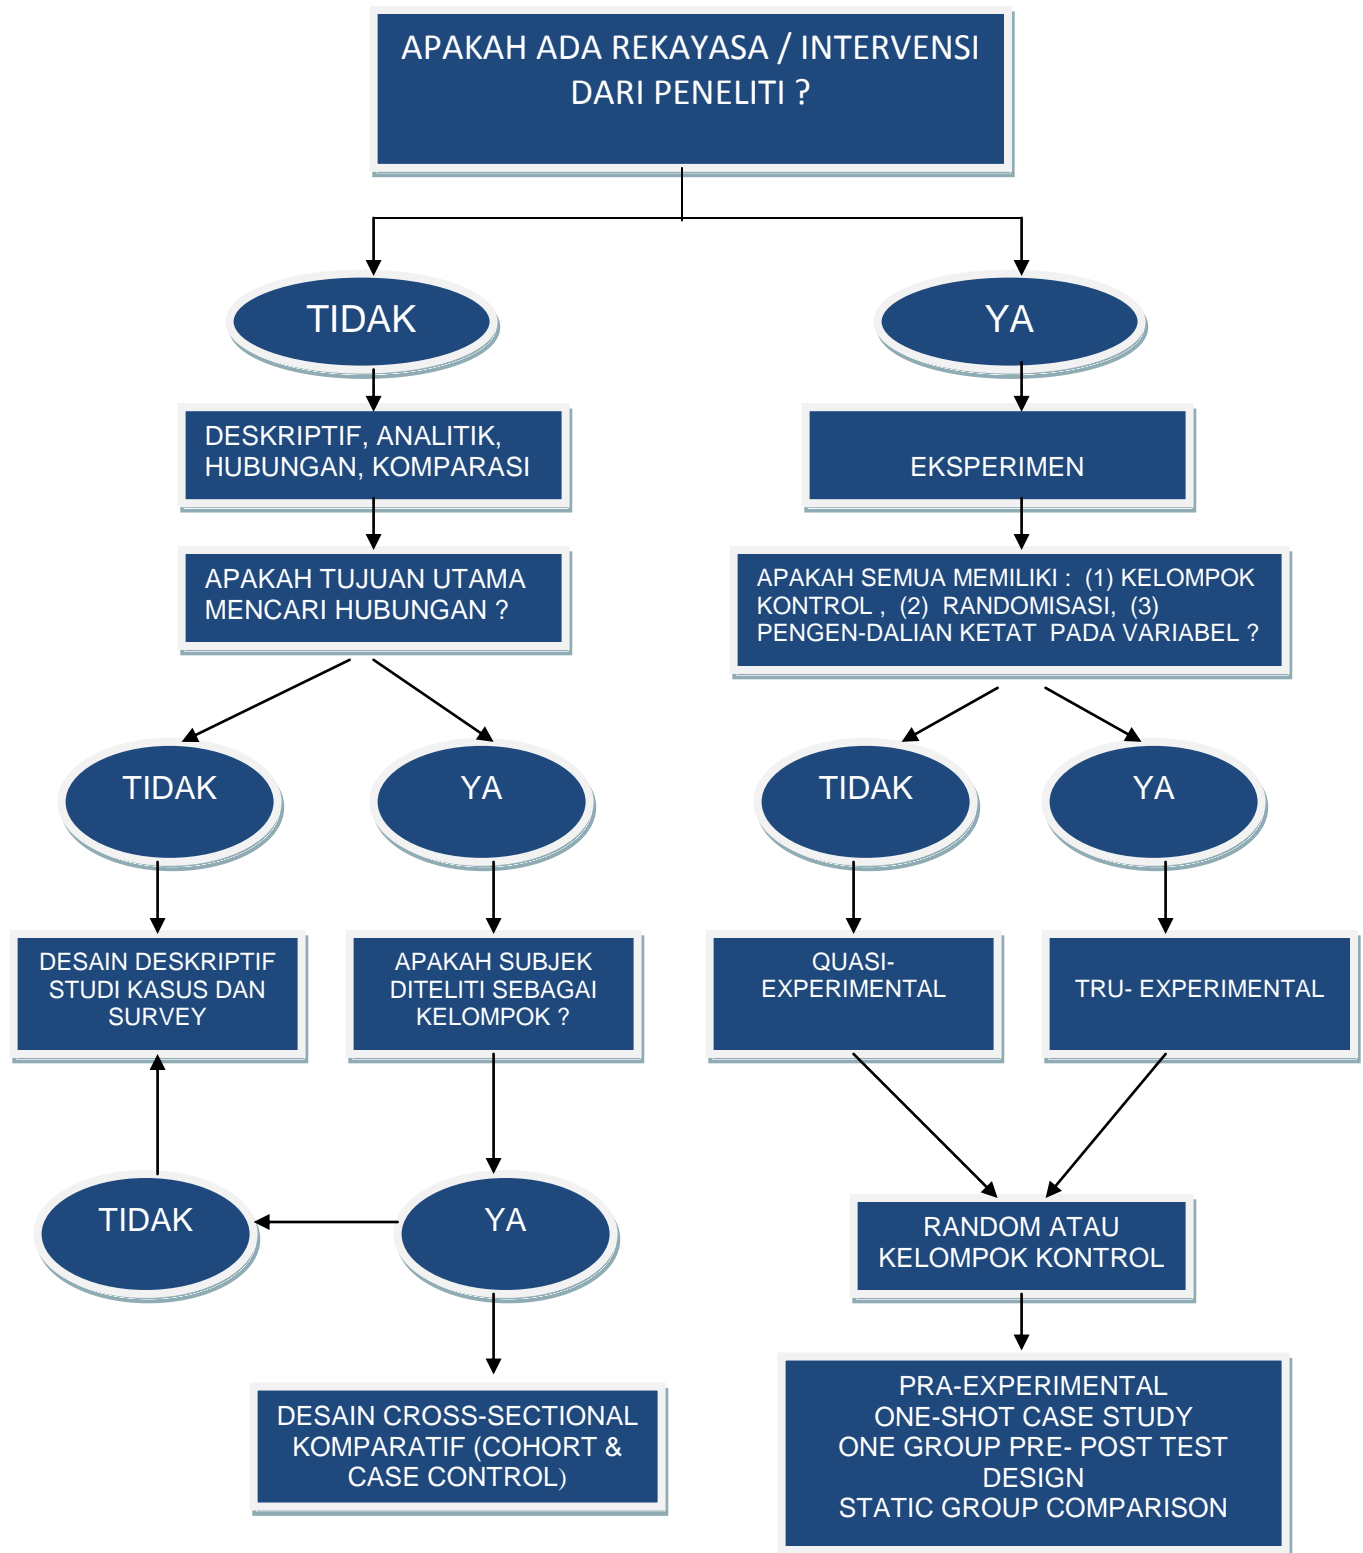 APAKAH ADA REKAYASA / INTERVENSI
DARI PENELITI ?
TIDAK
YA
DESKRIPTIF, ANALITIK,
HUBUNGAN, KOMPARASI
EKSPERIMEN
APAKAH TUJUAN UTAMA
MENCARI HUBUNGAN ?
APAKAH SEMUA MEMILIKI : (1) KELOMPOK
KONTROL , (2) RANDOMISASI, (3)
PENGEN-DALIAN KETAT PADA VARIABEL ?
TIDAK
YA
TIDAK
YA
DESAIN DESKRIPTIF
STUDI KASUS DAN
SURVEY
APAKAH SUBJEK
DITELITI SEBAGAI
KELOMPOK ?
QUASI-
EXPERIMENTAL
TRU- EXPERIMENTAL
TIDAK
YA
RANDOM ATAU
KELOMPOK KONTROL
DESAIN CROSS-SECTIONAL
KOMPARATIF (COHORT &
CASE CONTROL)
PRA-EXPERIMENTAL
ONE-SHOT CASE STUDY
ONE GROUP PRE- POST TEST
DESIGN
STATIC GROUP COMPARISON